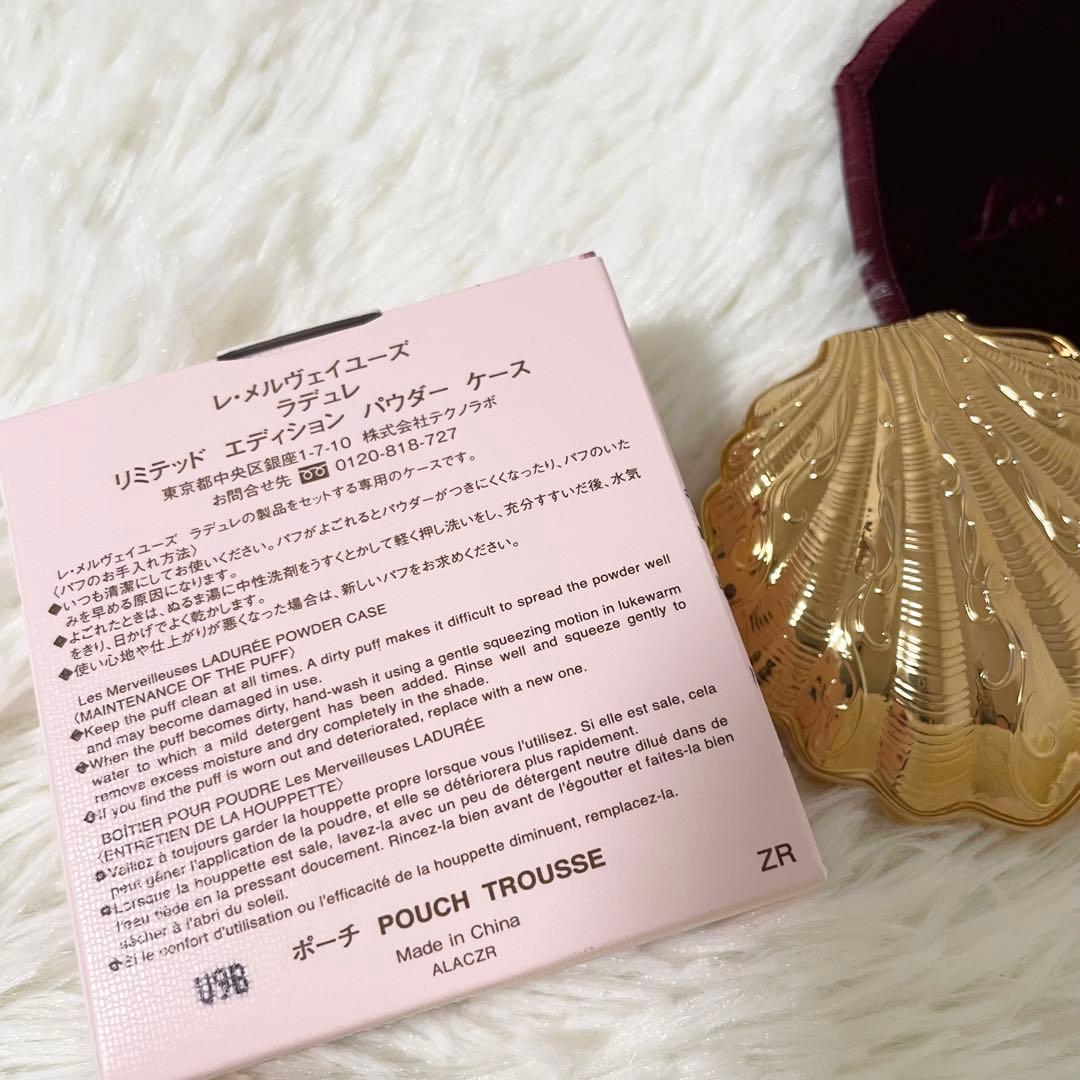 レ・メルヴェイユーズ
ラデュレ
リミテッド エディション パウダー ケース
東京都中央区銀座1-7-10 株式会社テクノラボ
お問合せ先 0120-818-727
レ・メルヴェイユーズ ラデュレの製品をセットする専用のケースです。
〈パフのお手入れ方法〉
◆いつも清潔にしてお使いください。パフがよごれるとパウダーがつきにくくなったり、パフのいた
みを早める原因になります。
◆よごれたときは、ぬるま湯に中性洗剤をうすくとかして軽く押し洗いをし、充分すすいだ後、水気
をきり、日かげでよく乾かします。
◆使い心地や仕上がりが悪くなった場合は、新しいパフをお求めください。
Les Merveilleuses LADURÉE POWDER CASE
〈MAINTENANCE OF THE PUFF〉
◆Keep the puff clean at all times. A dirty puff makes it difficult to spread the powder well
and may become damaged in use.
◆When the puff becomes dirty, hand-wash it using a gentle squeezing motion in lukewarm
water to which a mild detergent has been added. Rinse well and squeeze gently to
remove excess moisture and dry completely in the shade.
◆If you find the puff is worn out and deteriorated, replace with a new one.
BOÎTIER POUR POUDRE Les Merveilleuses LADURÉE
〈ENTRETIEN DE LA HOUPPETTE〉
◆Veillez à toujours garder la houppette propre lorsque vous l'utilisez. Si elle est sale, cela
peut gêner l'application de la poudre, et elle se détériorera plus rapidement.
◆Lorsque la houppette est sale, lavez-la avec un peu de détergent neutre dilué dans de
l'eau tiède en la pressant doucement. Rincez-la bien avant de l'égoutter et faites-la bien
sécher à l'abri du soleil.
◆Si le confort d'utilisation ou l'efficacité de la houppette diminuent, remplacez-la.
ポーチ POUCH TROUSSE
ZR
Made in China
ALACZR
U9B
Les